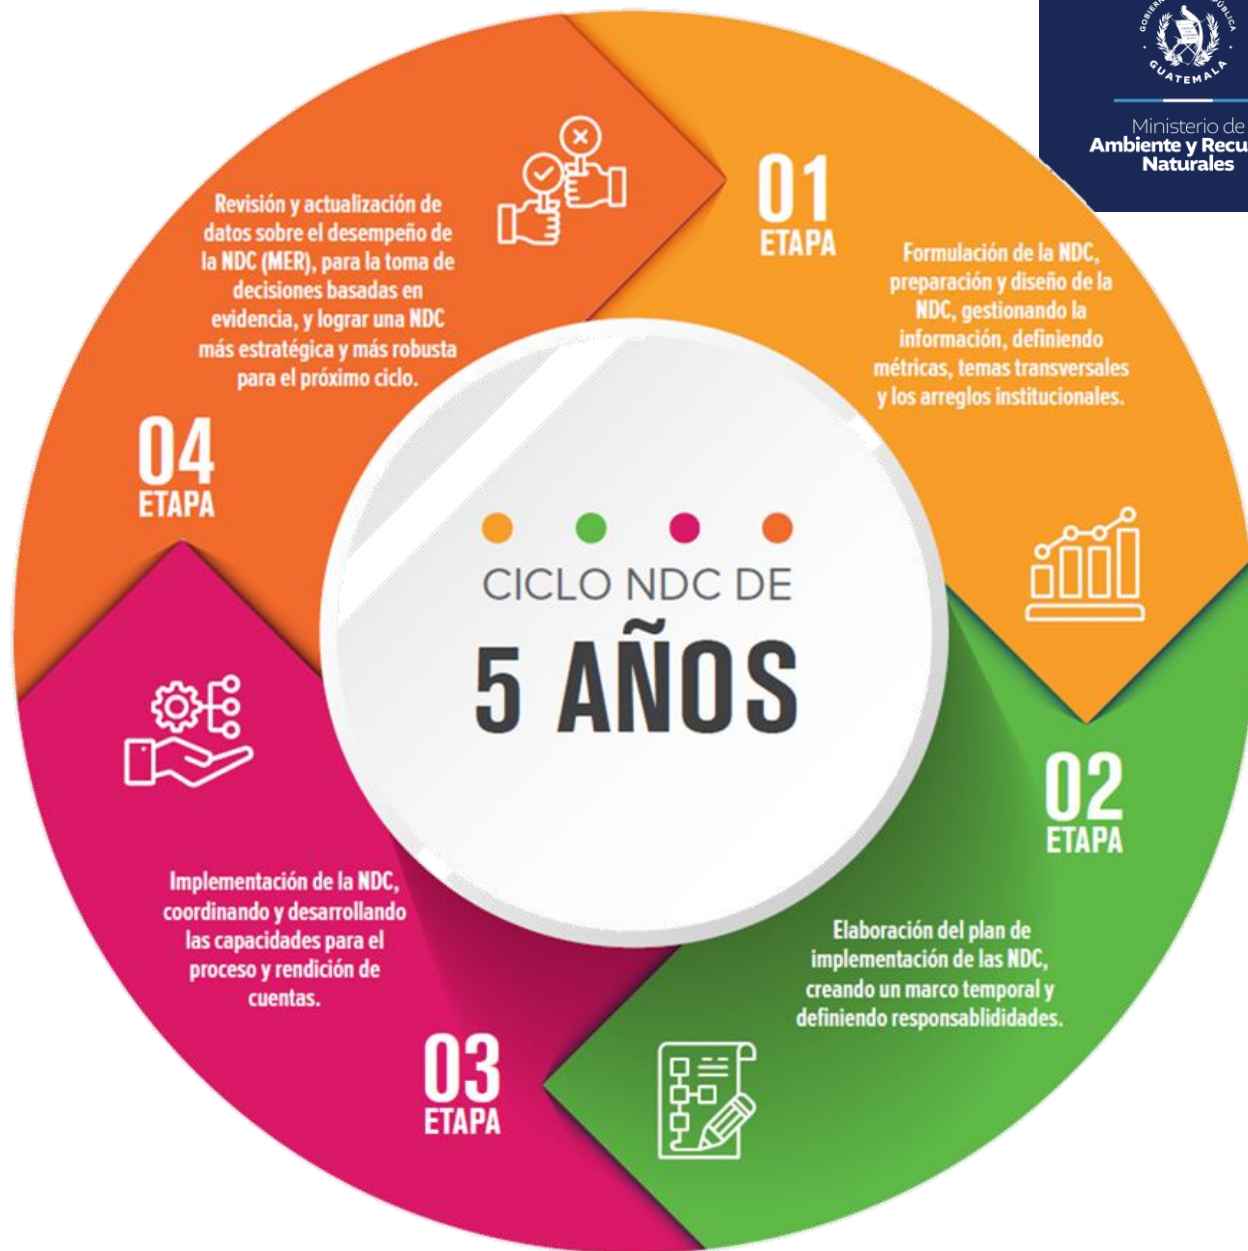 GUATEMALA
Ministerio de
Ambiente y Recu
Naturales
01
ETAPA
Formulación de la NDC,
preparación y diseño de la
NDC, gestionando la
información, definiendo
métricas, temas transversales
y los arreglos institucionales.
02
ETAPA
Elaboración del plan de
implementación de las NDC,
creando un marco temporal y
definiendo responsablididades.
03
ETAPA
Implementación de la NDC,
coordinando y desarrollando
las capacidades para el
proceso y rendición de
cuentas.
04
ETAPA
Revisión y actualización de
datos sobre el desempeño de
la NDC (MER), para la toma de
decisiones basadas en
evidencia, y lograr una NDC
más estratégica y más robusta
para el próximo ciclo.
CICLO NDC DE
5 AÑOS